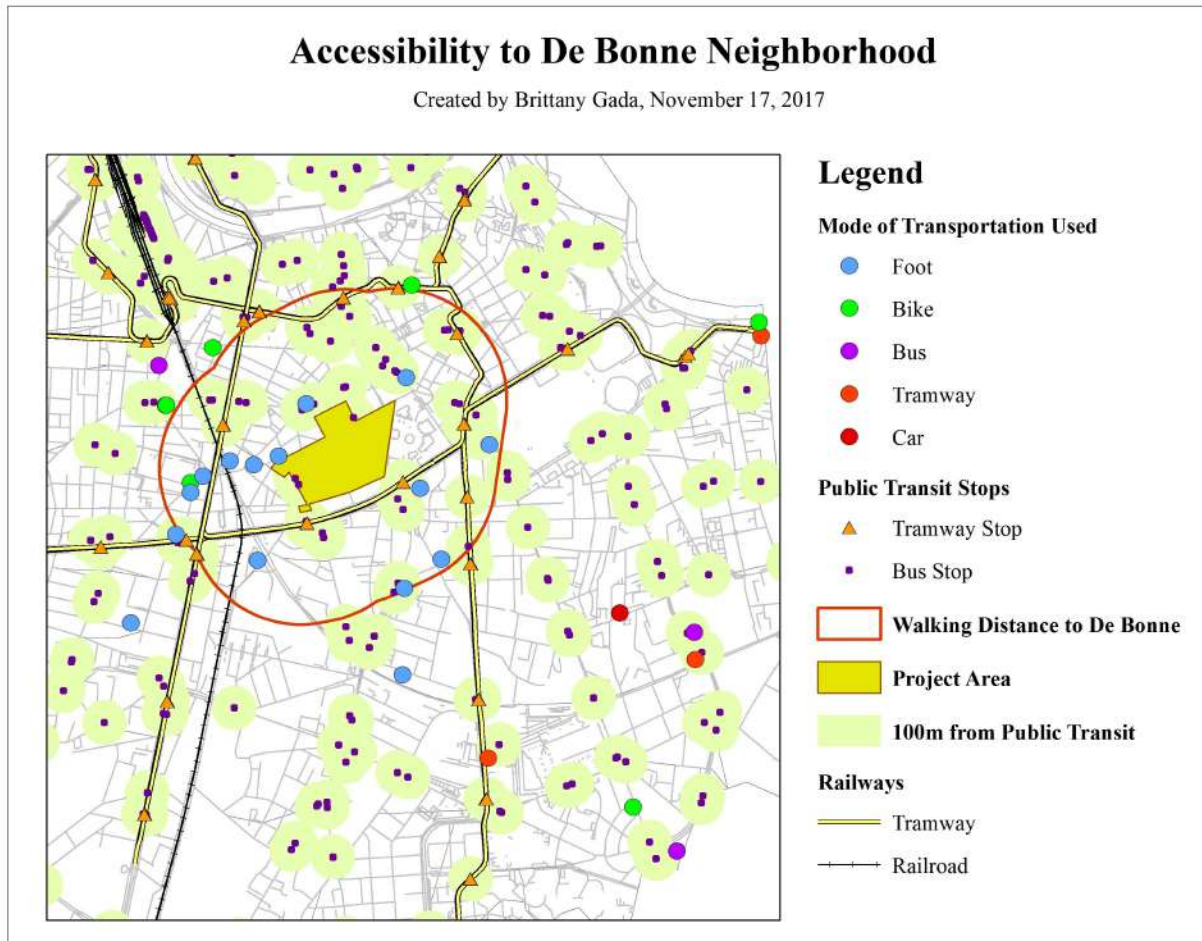 Accessibility to De Bonne Neighborhood
Created by Brittany Gada, November 17, 2017
Legend
Mode of Transportation Used
Foot
Bike
Bus
Tramway
Car
Public Transit Stops
Tramway Stop
Bus Stop
Walking Distance to De Bonne
Project Area
100m from Public Transit
Railways
Tramway
Railroad